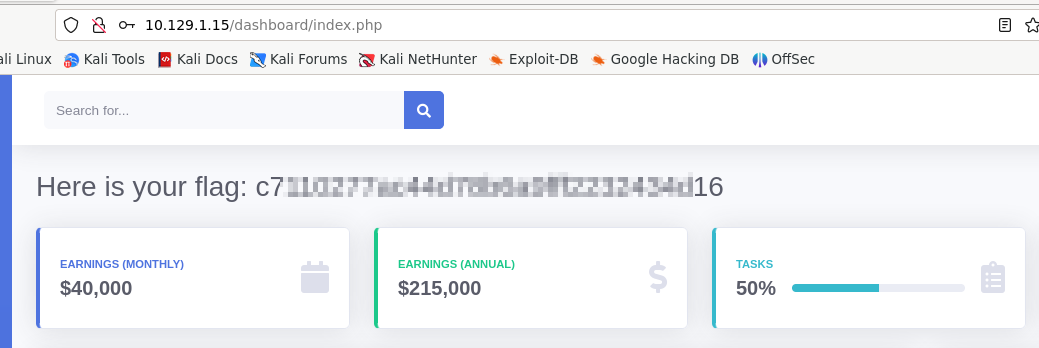 10.129.1.15/dashboard/index.php
ali Linux Kali Tools Kali Docs Kali Forums Kali NetHunter Exploit-DB Google Hacking DB OffSec
Search for...
Here is your flag: c7 16
EARNINGS (MONTHLY)
$40,000
EARNINGS (ANNUAL)
$215,000
TASKS
50%